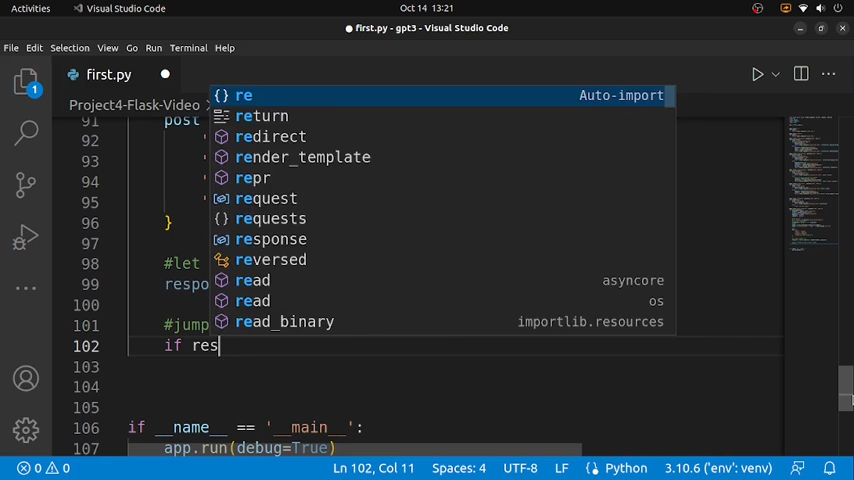 Activities Visual Studio Code Oct 14 13:21
first.py - gpt3 - Visual Studio Code
File Edit Selection View Go Run Terminal Help
1 first.py
Project4-Flask-Video
re Auto-import
91 post return
92 ' redirect
93 ' render_template
94 ' repr
95 ' request
96 } requests
97 response
98 #let reversed
99 respo read asyncore
100 read os
101 #jump read_binary importlib.resources
102 if res
103
104
105
106 if __name__ == '__main__':
107 app.run(debug=True)
0 0 Ln 102, Col 11 Spaces: 4 UTF-8 LF Python 3.10.6 ('env': venv)